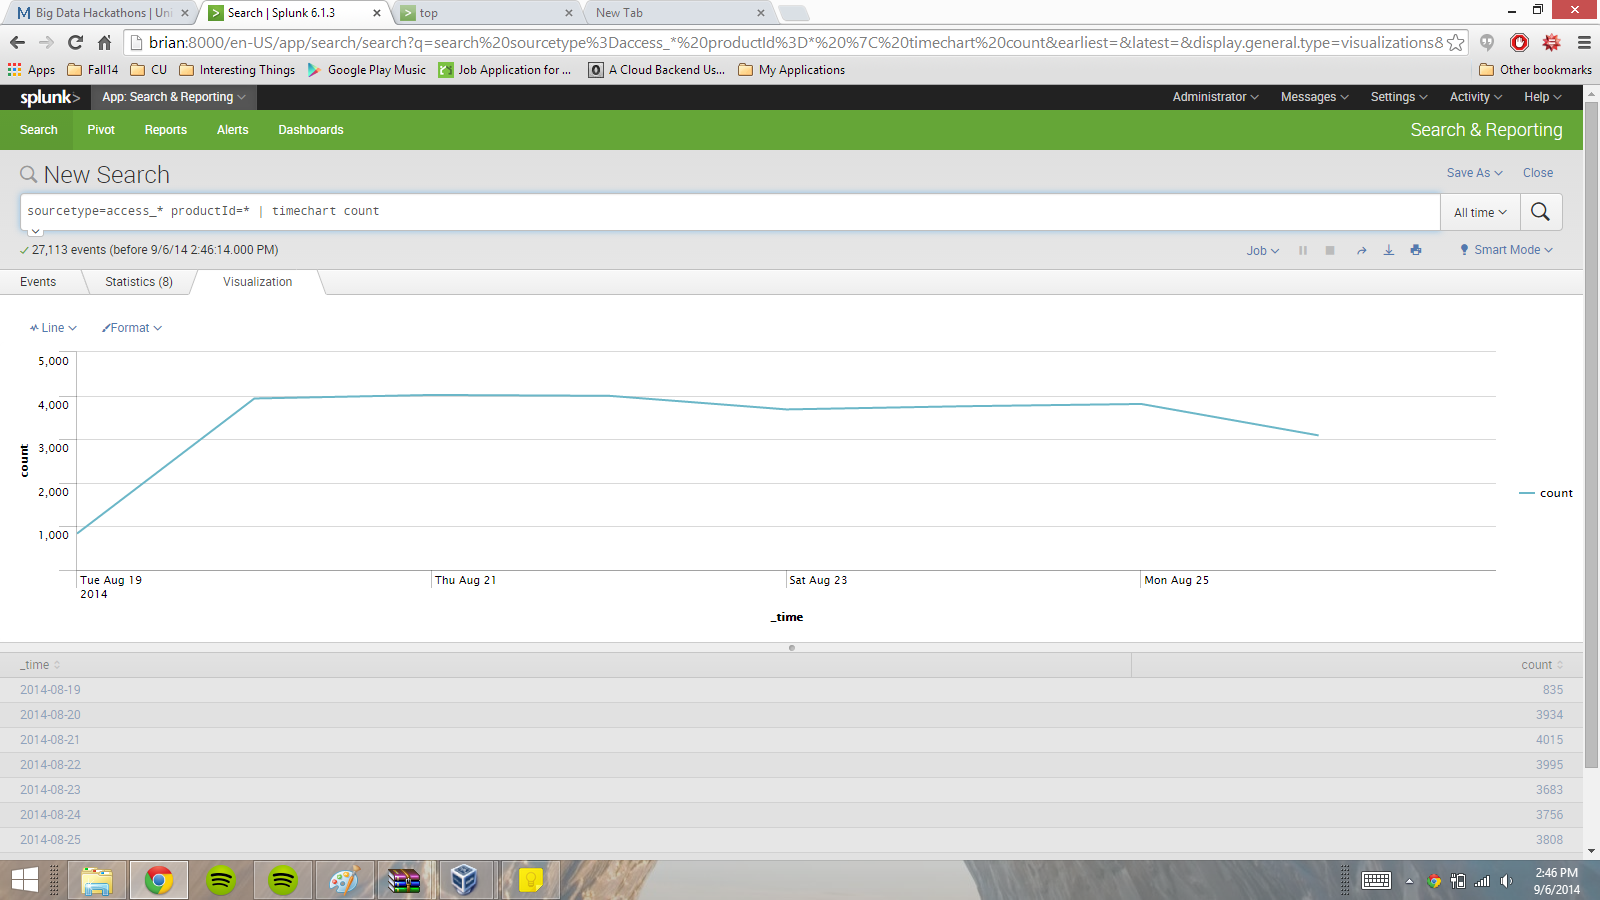 Big Data Hackathons | Uni
Search | Splunk 6.1.3
top
New Tab
brian:8000/en-US/app/search/search?q=search%20sourcetype%3Daccess_*%20productId%3D*%20%7C%20timechart%20count&earliest=&latest=&display.general.type=visualizations8
Apps Fall14 CU Interesting Things Google Play Music Job Application for ... A Cloud Backend Us... My Applications Other bookmarks
splunk> App: Search & Reporting Administrator Messages Settings Activity Help
Search Pivot Reports Alerts Dashboards Search & Reporting
New Search Save As Close
sourcetype=access_* productId=* | timechart count All time
27,113 events (before 9/6/14 2:46:14.000 PM) Job Smart Mode
Events Statistics (8) Visualization
Line Format
5,000
4,000
3,000
2,000
1,000
count
count
Tue Aug 19 Thu Aug 21 Sat Aug 23 Mon Aug 25
2014
_time
_time count
2014-08-19 835
2014-08-20 3934
2014-08-21 4015
2014-08-22 3995
2014-08-23 3683
2014-08-24 3756
2014-08-25 3808
2:46 PM
9/6/2014